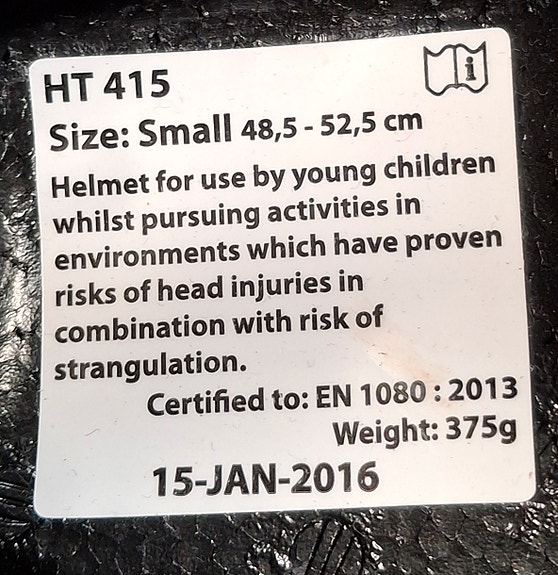 HT 415
i
Size: Small 48,5 - 52,5 cm
Helmet for use by young children
whilst pursuing activities in
environments which have proven
risks of head injuries in
combination with risk of
strangulation.
Certified to: EN 1080 : 2013
Weight: 375g
15-JAN-2016